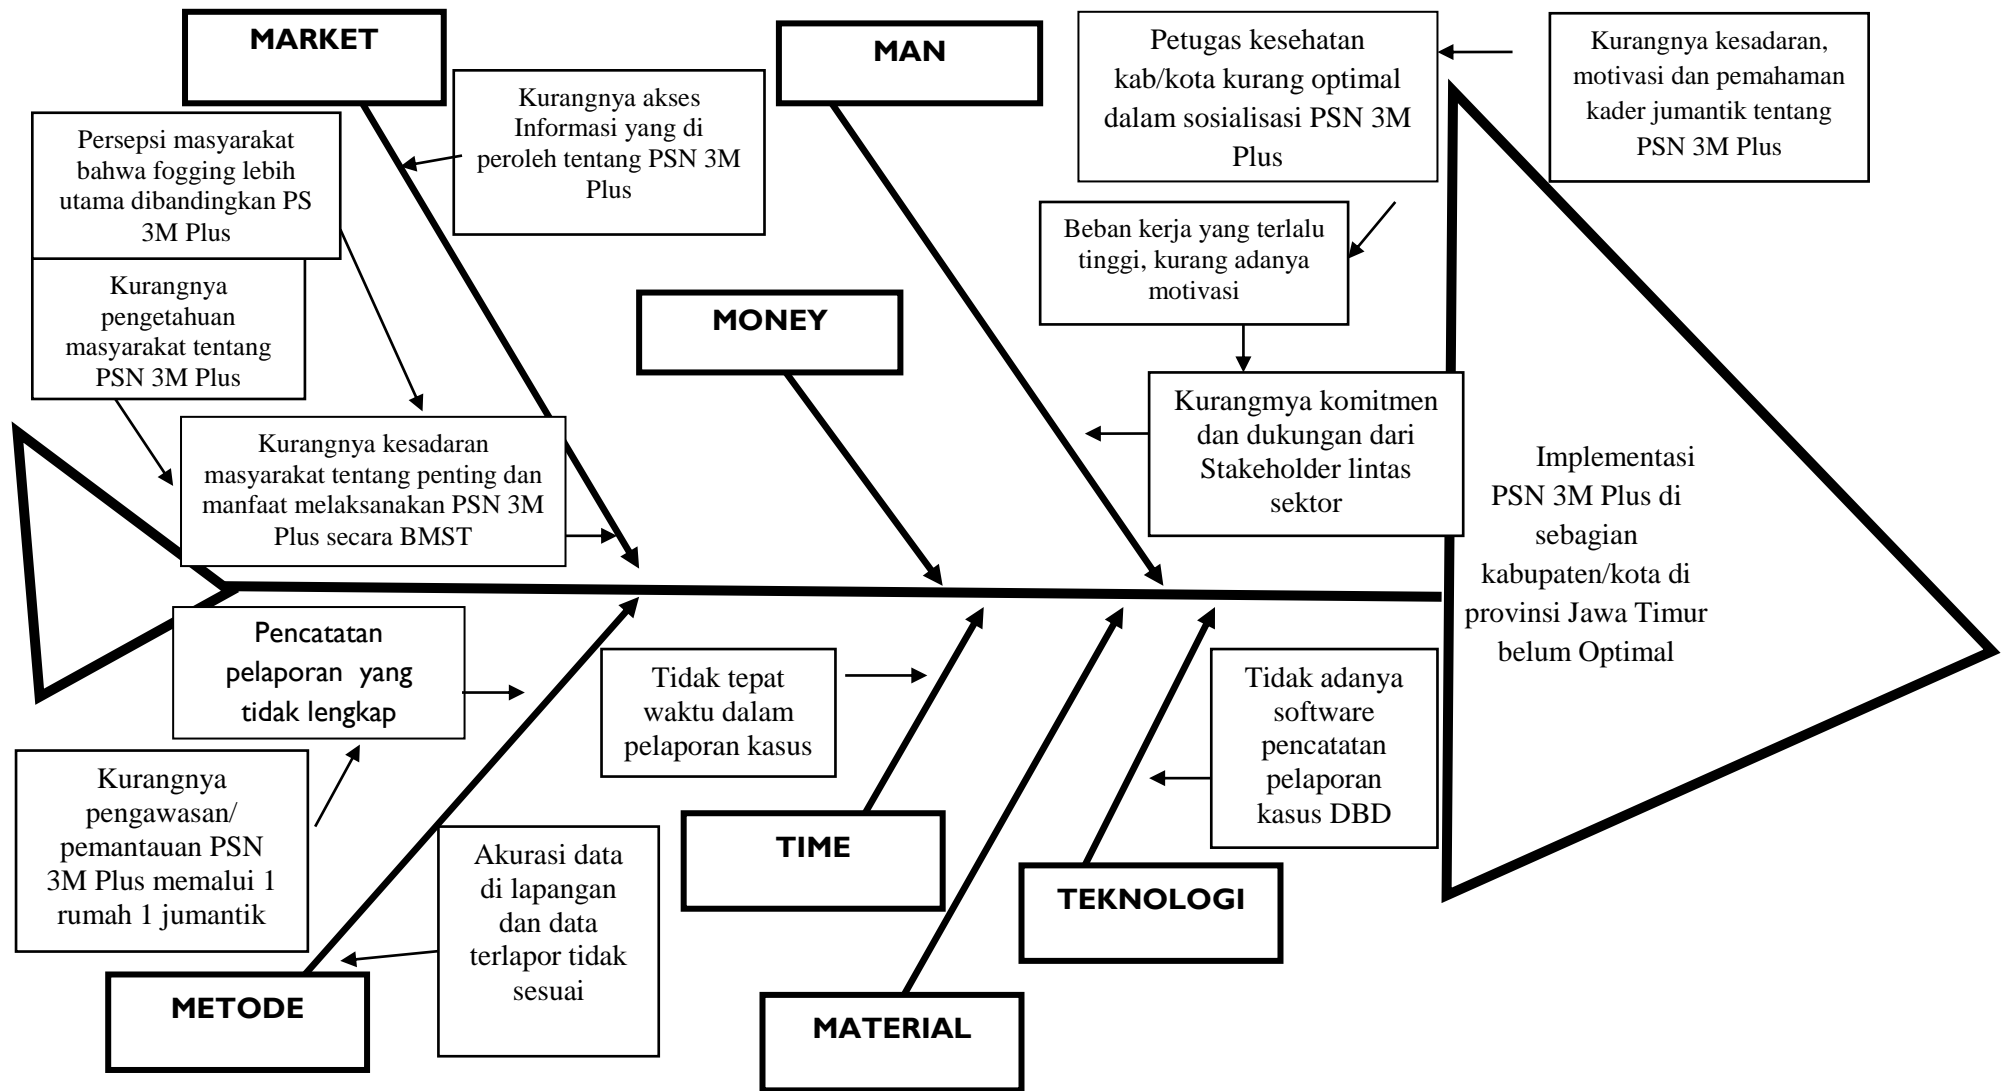 MARKET
MAN
Petugas kesehatan
kab/kota kurang optimal
dalam sosialisasi PSN 3M
Plus
Kurangnya kesadaran,
motivasi dan pemahaman
kader jumantik tentang
PSN 3M Plus
Kurangnya akses
Informasi yang di
peroleh tentang PSN 3M
Plus
Persepsi masyarakat
bahwa fogging lebih
utama dibandingkan PS
3M Plus
Kurangnya
pengetahuan
masyarakat tentang
PSN 3M Plus
Beban kerja yang terlalu
tinggi, kurang adanya
motivasi
MONEY
Kurangnya kesadaran
masyarakat tentang penting dan
manfaat melaksanakan PSN 3M
Plus secara BMST
Kurangmya komitmen
dan dukungan dari
Stakeholder lintas
sektor
Implementasi
PSN 3M Plus di
sebagian
kabupaten/kota di
provinsi Jawa Timur
belum Optimal
Pencatatan
pelaporan yang
tidak lengkap
Tidak tepat
waktu dalam
pelaporan kasus
Tidak adanya
software
pencatatan
pelaporan
kasus DBD
Kurangnya
pengawasan/
pemantauan PSN
3M Plus memalui 1
rumah 1 jumantik
Akurasi data
di lapangan
dan data
terlapor tidak
sesuai
TIME
TEKNOLOGI
METODE
MATERIAL